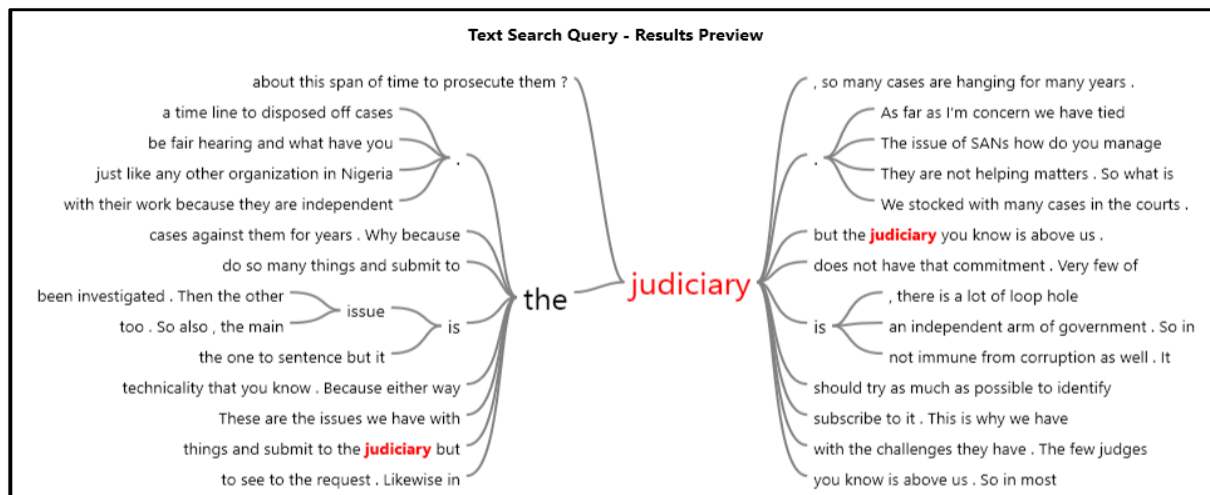 Text Search Query - Results Preview
about this span of time to prosecute them ?
a time line to disposed off cases
be fair hearing and what have you
just like any other organization in Nigeria
with their work because they are independent
.
cases against them for years . Why because
do so many things and submit to
been investigated . Then the other
too . So also , the main
issue
the one to sentence but it
is
technicality that you know . Because either way
These are the issues we have with
things and submit to the judiciary but
to see to the request . Likewise in
the
judiciary
, so many cases are hanging for many years .
.
As far as I'm concern we have tied
The issue of SANs how do you manage
They are not helping matters . So what is
We stocked with many cases in the courts .
but the judiciary you know is above us .
does not have that commitment . Very few of
is
, there is a lot of loop hole
an independent arm of government . So in
not immune from corruption as well . It
should try as much as possible to identify
subscribe to it . This is why we have
with the challenges they have . The few judges
you know is above us . So in most